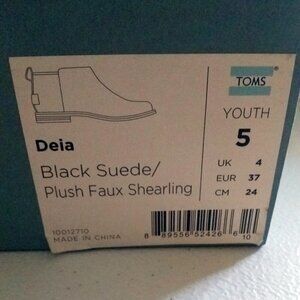 TOMS
YOUTH
5
UK 4
EUR 37
CM 24
Deia
Black Suede/
Plush Faux Shearling
10012710
MADE IN CHINA
8 89556 52426 6
10